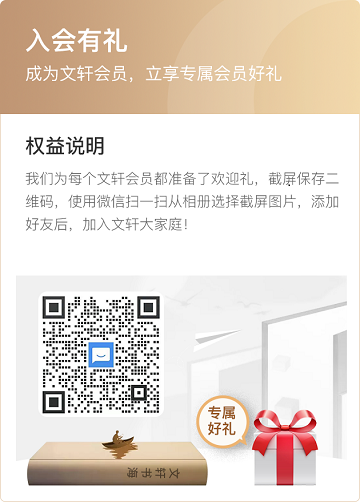 入会有礼
成为文轩会员，立享专属会员好礼
权益说明
我们为每个文轩会员都准备了欢迎礼，截屏保存二
维码，使用微信扫一扫从相册选择截屏图片，添加
好友后，加入文轩大家庭！
专属
好礼
文轩书海